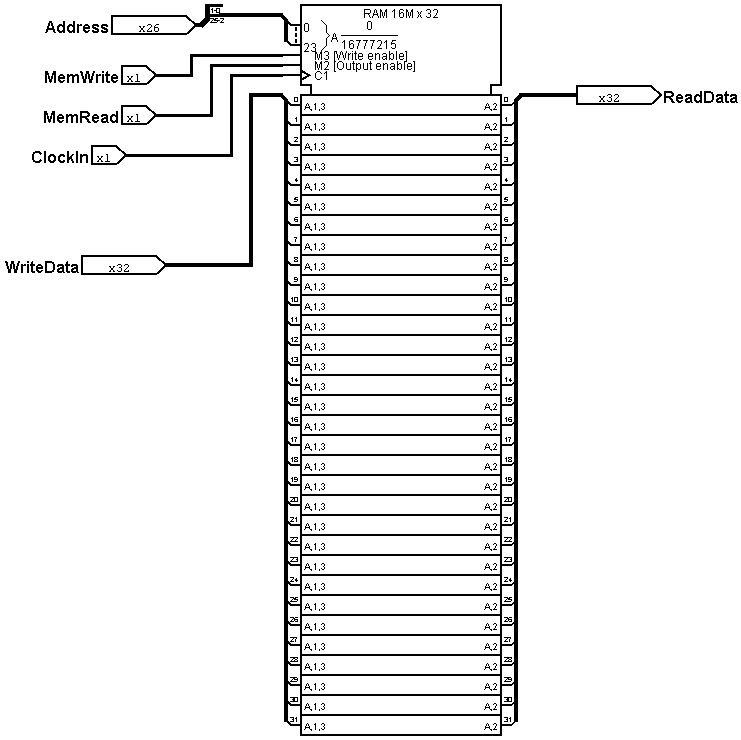 Address x26 1-0
25-2
RAM 16M x 32
0 0
A
23 16777215
M3 [Write enable]
MemWrite x1
M2 [Output enable]
C1
MemRead x1
ClockIn x1
WriteData x32
x32 ReadData
0 A,1,3 A,2 0
1 A,1,3 A,2 1
2 A,1,3 A,2 2
3 A,1,3 A,2 3
4 A,1,3 A,2 4
5 A,1,3 A,2 5
6 A,1,3 A,2 6
7 A,1,3 A,2 7
8 A,1,3 A,2 8
9 A,1,3 A,2 9
10 A,1,3 A,2 10
11 A,1,3 A,2 11
12 A,1,3 A,2 12
13 A,1,3 A,2 13
14 A,1,3 A,2 14
15 A,1,3 A,2 15
16 A,1,3 A,2 16
17 A,1,3 A,2 17
18 A,1,3 A,2 18
19 A,1,3 A,2 19
20 A,1,3 A,2 20
21 A,1,3 A,2 21
22 A,1,3 A,2 22
23 A,1,3 A,2 23
24 A,1,3 A,2 24
25 A,1,3 A,2 25
26 A,1,3 A,2 26
27 A,1,3 A,2 27
28 A,1,3 A,2 28
29 A,1,3 A,2 29
30 A,1,3 A,2 30
31 A,1,3 A,2 31